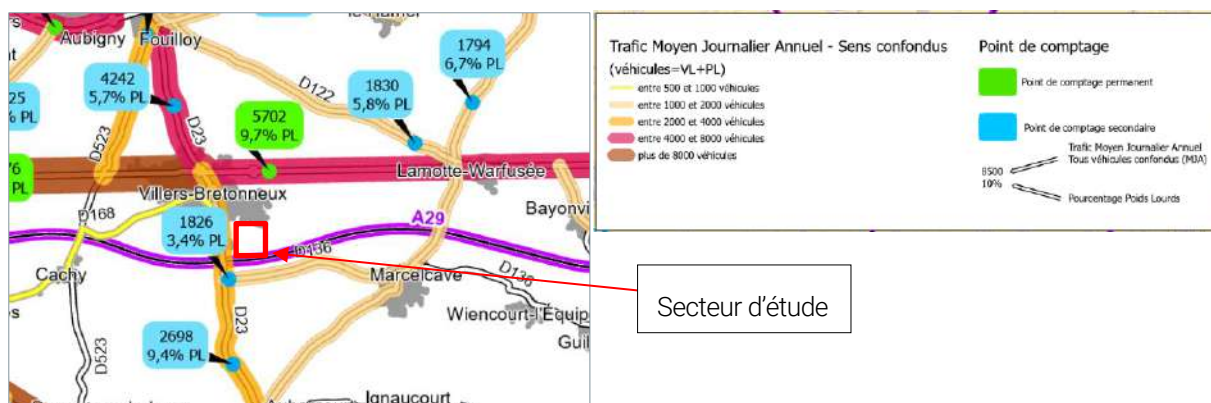 Aubigny
Fouilloy
4242
5,7% PL
D122
1794
6,7% PL
1830
5,8% PL
25
% PL
D523
D23
5702
9,7% PL
76
PL
Villers-Bretonneux
Lamotte-Warfusée
Bayonvi
D168
1826
3,4% PL
A29
D136
Cachy
Marcelcave
D136
es
D23
Wiencourt-l'Équip
Guil
2698
9,4% PL
D523
Ignaucourt
Trafic Moyen Journalier Annuel - Sens confondus
(véhicules=VL+PL)
entre 500 et 1000 véhicules
entre 1000 et 2000 véhicules
entre 2000 et 4000 véhicules
entre 4000 et 8000 véhicules
plus de 8000 véhicules
Point de comptage
Point de comptage permanent
Point de comptage secondaire
Trafic Moyen Journalier Annuel
Tous véhicules confondus (MJA)
8500
10%
Pourcentage Poids Lourds
Secteur d'étude